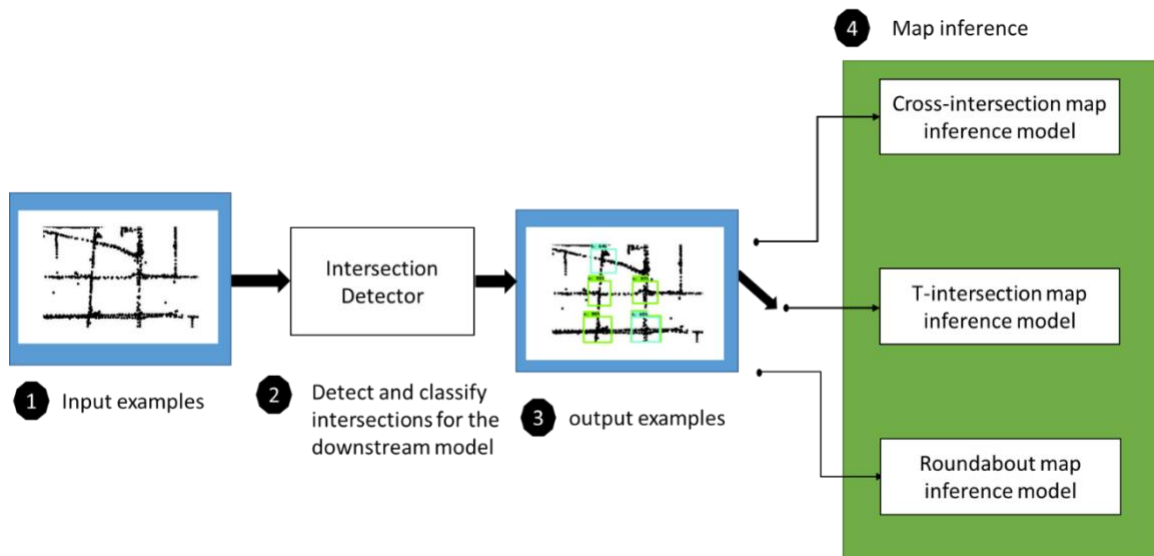 4 Map inference
Cross-intersection map
inference model
Intersection
Detector
T-intersection map
inference model
1 Input examples
2 Detect and classify
intersections for the
downstream model
3 output examples
Roundabout map
inference model